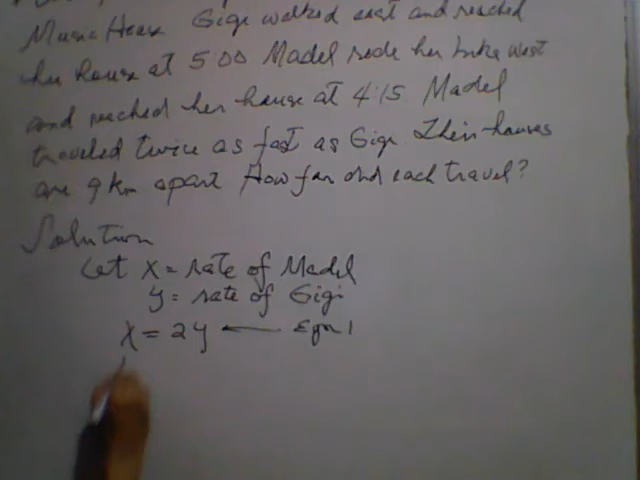 Music Hour Gigi walked east and reached
her house at 5:00 Madel rode her bike west
and reached her house at 4:15. Madel
traveled twice as fast as Gigi Their houses
are 9 km apart How far did each travel?
Solution
Let x = rate of Madel
y = rate of Gigi
x = 2y ← Eqn 1